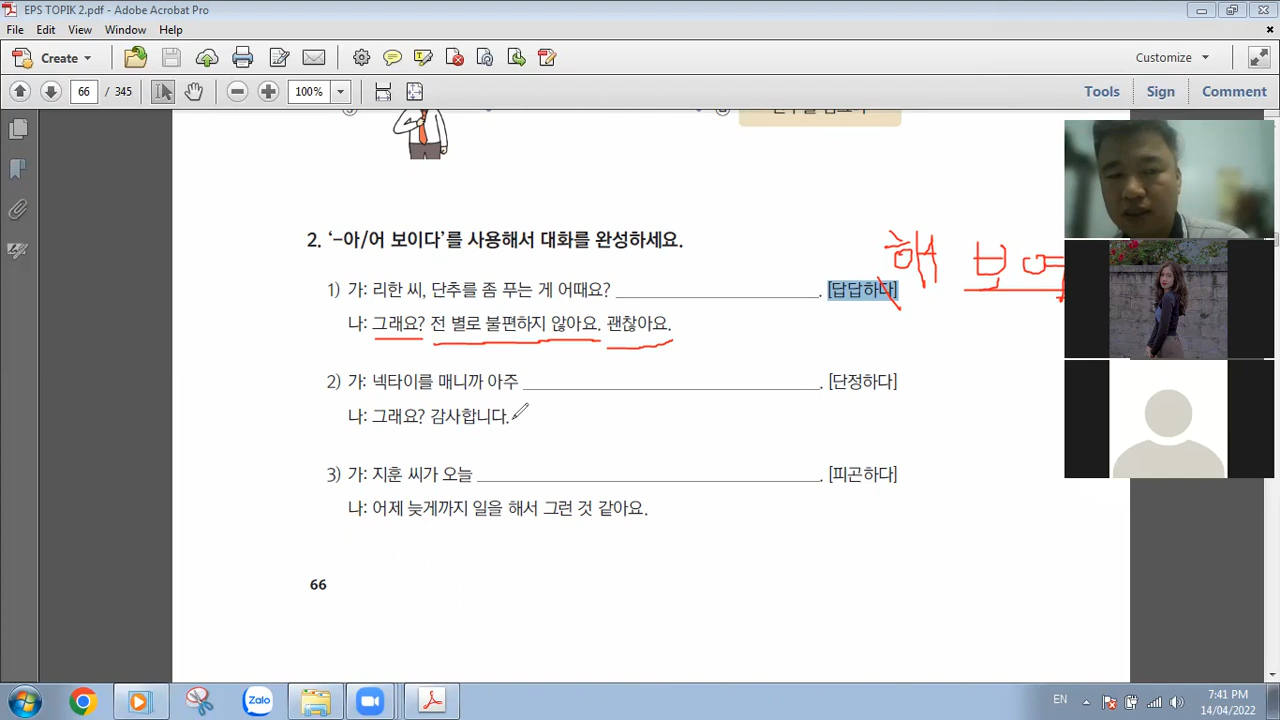 EPS TOPIK 2.pdf - Adobe Acrobat Pro
File Edit View Window Help
Create Customize
66 / 345 100% Tools Sign Comment
2. ‘-아/어 보이다’를 사용해서 대화를 완성하세요.
해 보여
1) 가: 리한 씨, 단추를 좀 푸는 게 어때요? ______. [답답하다]
나: 그래요? 전 별로 불편하지 않아요. 괜찮아요.
2) 가: 넥타이를 매니까 아주 ______. [단정하다]
나: 그래요? 감사합니다.
3) 가: 지훈 씨가 오늘 ______. [피곤하다]
나: 어제 늦게까지 일을 해서 그런 것 같아요.
66
Zalo
EN
7:41 PM
14/04/2022